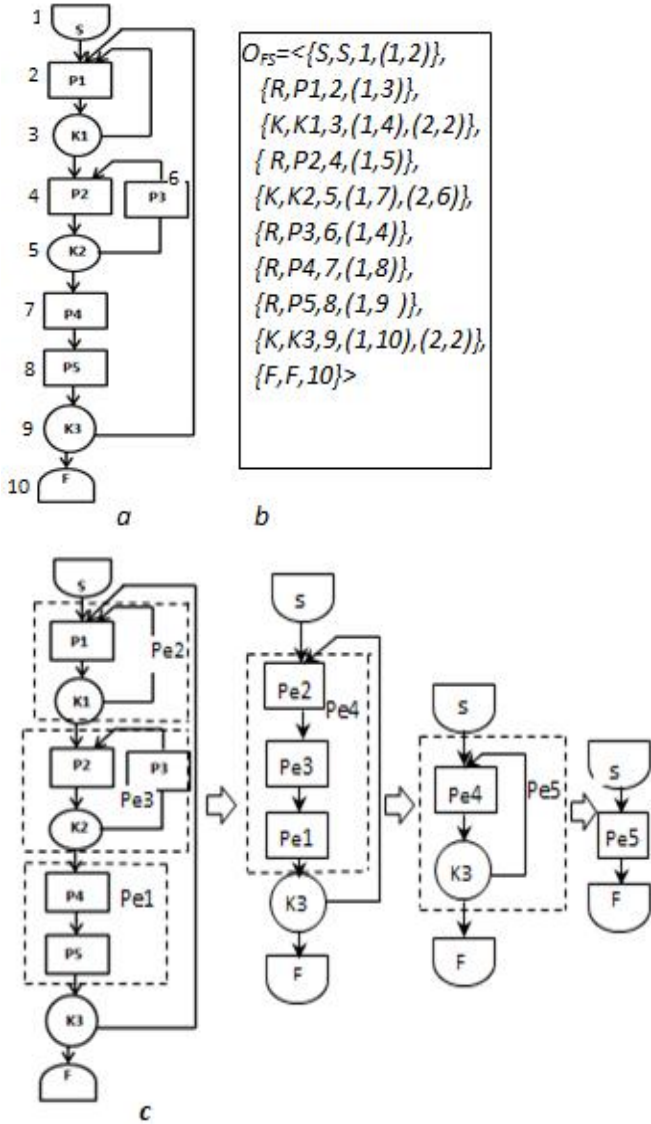 1
S
2
P1
3
K1
4
P2
6
P3
5
K2
7
P4
8
P5
9
K3
10
F
a
O_FS=<{S,S,1,(1,2)},
{R,P1,2,(1,3)},
{K,K1,3,(1,4),(2,2)},
{ R,P2,4,(1,5)},
{K,K2,5,(1,7),(2,6)},
{R,P3,6,(1,4)},
{R,P4,7,(1,8)},
{R,P5,8,(1,9 )},
{K,K3,9,(1,10),(2,2)},
{F,F,10}>
b
S
P1
Pe2
K1
P2
P3
Pe3
K2
P4
Pe1
P5
K3
F
S
Pe2
Pe4
Pe3
Pe1
K3
F
S
Pe4
Pe5
K3
F
S
Pe5
F
c